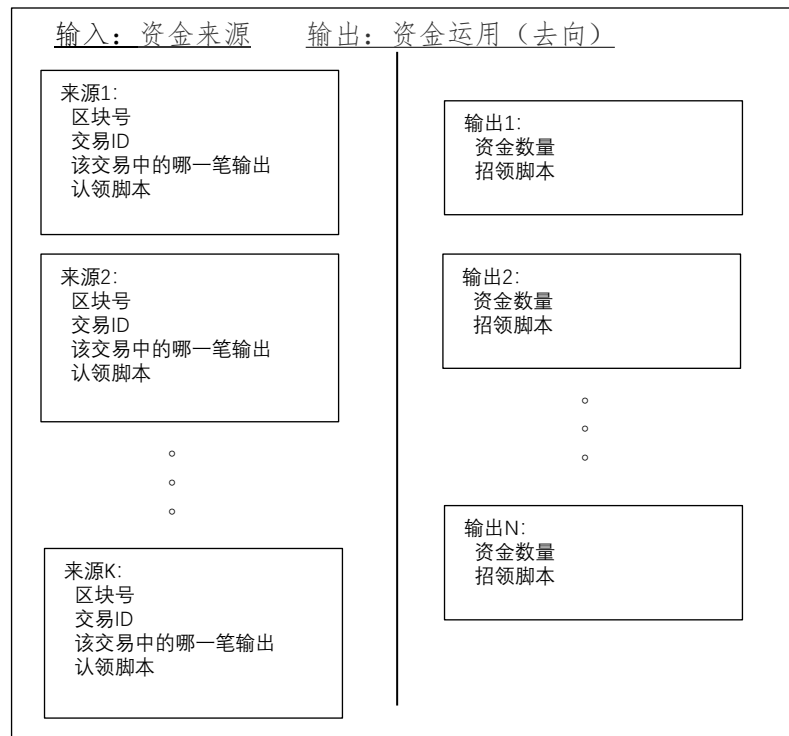 输入：资金来源 输出：资金运用（去向）
来源1:
区块号
交易ID
该交易中的哪一笔输出
认领脚本
来源2:
区块号
交易ID
该交易中的哪一笔输出
认领脚本
。
。
。
来源K:
区块号
交易ID
该交易中的哪一笔输出
认领脚本
输出1:
资金数量
招领脚本
输出2:
资金数量
招领脚本
。
。
。
输出N:
资金数量
招领脚本